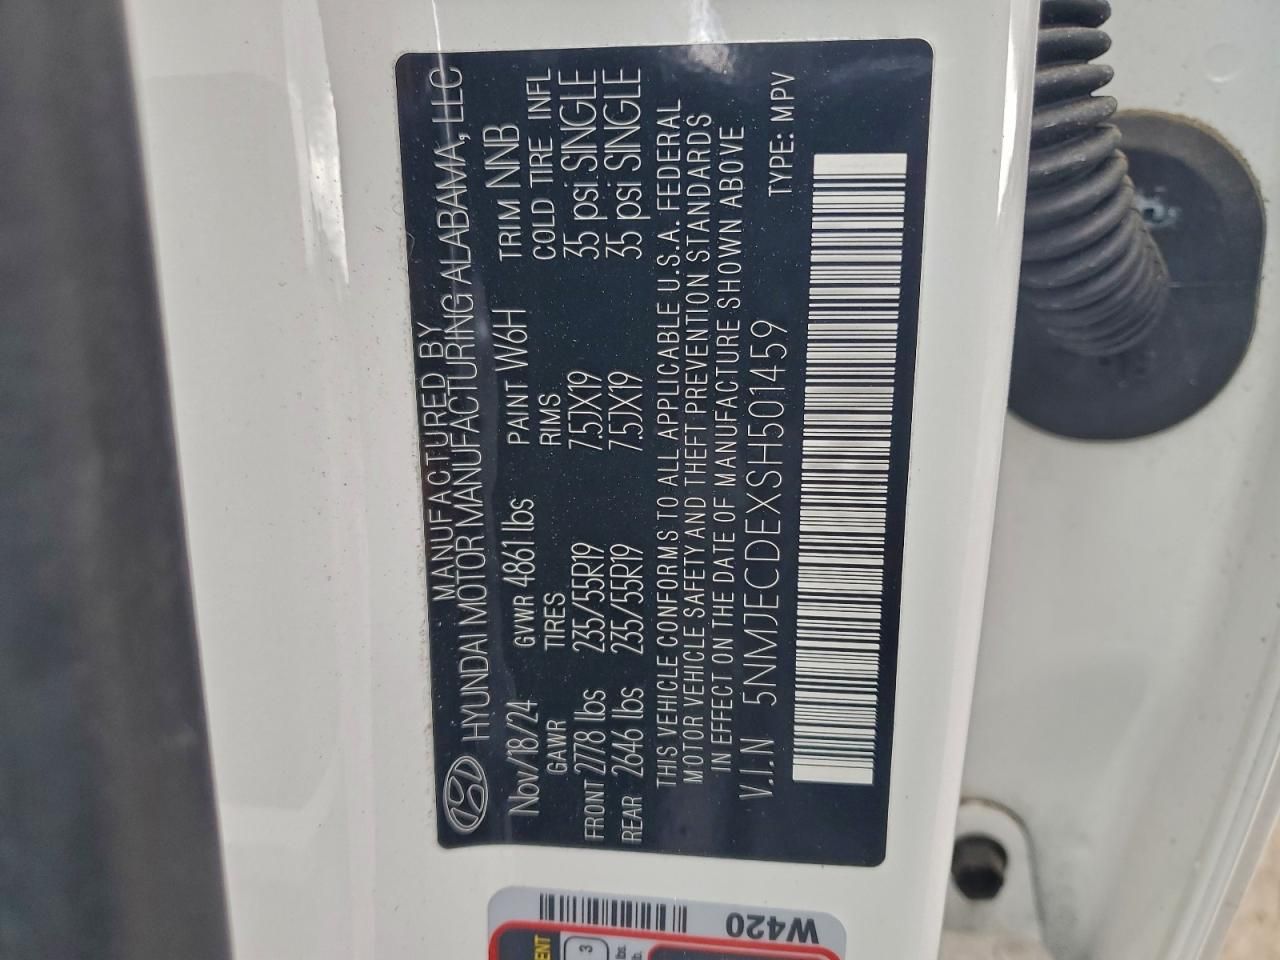 MANUFACTURED BY
HYUNDAI MOTOR MANUFACTURING ALABAMA, LLC
Nov/18/24 GVWR 4861 lbs PAINT W6H TRIM NNB
GAWR TIRES RIMS COLD TIRE INFL
FRONT 2778 lbs 235/55R19 7.5JX19 35 psi SINGLE
REAR 2646 lbs 235/55R19 7.5JX19 35 psi SINGLE
THIS VEHICLE CONFORMS TO ALL APPLICABLE U.S.A. FEDERAL
MOTOR VEHICLE SAFETY AND THEFT PREVENTION STANDARDS
IN EFFECT ON THE DATE OF MANUFACTURE SHOWN ABOVE
V.I.N 5NMJECDEXSH501459 TYPE: MPV
W420
3
lbs.